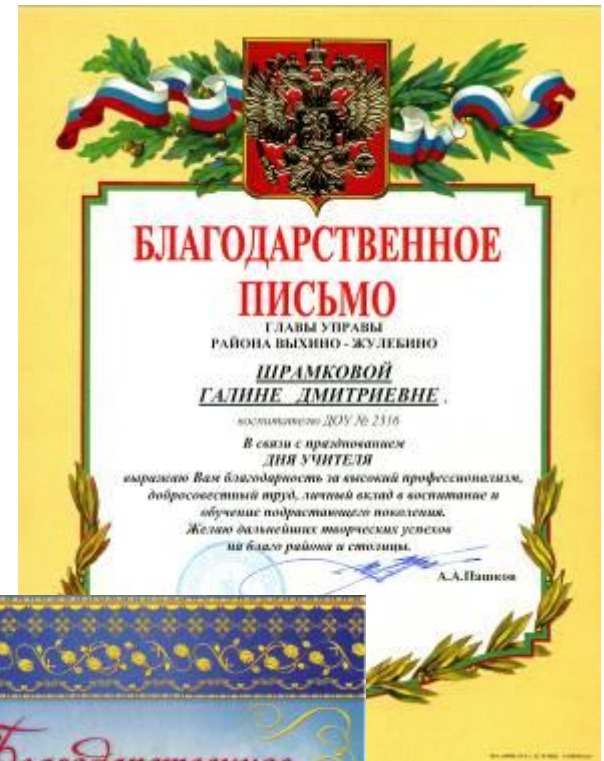 БЛАГОДАРСТВЕННОЕ
ПИСЬМО
ГЛАВЫ УПРАВЫ
РАЙОНА ВЫХИНО - ЖУЛЕБИНО
ШРАМКОВОЙ
ГАЛИНЕ ДМИТРИЕВНЕ ,
воспитателю ДОУ № 2316
В связи с празднованием
ДНЯ УЧИТЕЛЯ
выражаю Вам благодарность за высокий профессионализм,
добросовестный труд, личный вклад в воспитание и
обучение подрастающего поколения.
Желаю дальнейших творческих успехов
на благо района и столицы.
А.А.Пашков
Благодарственное